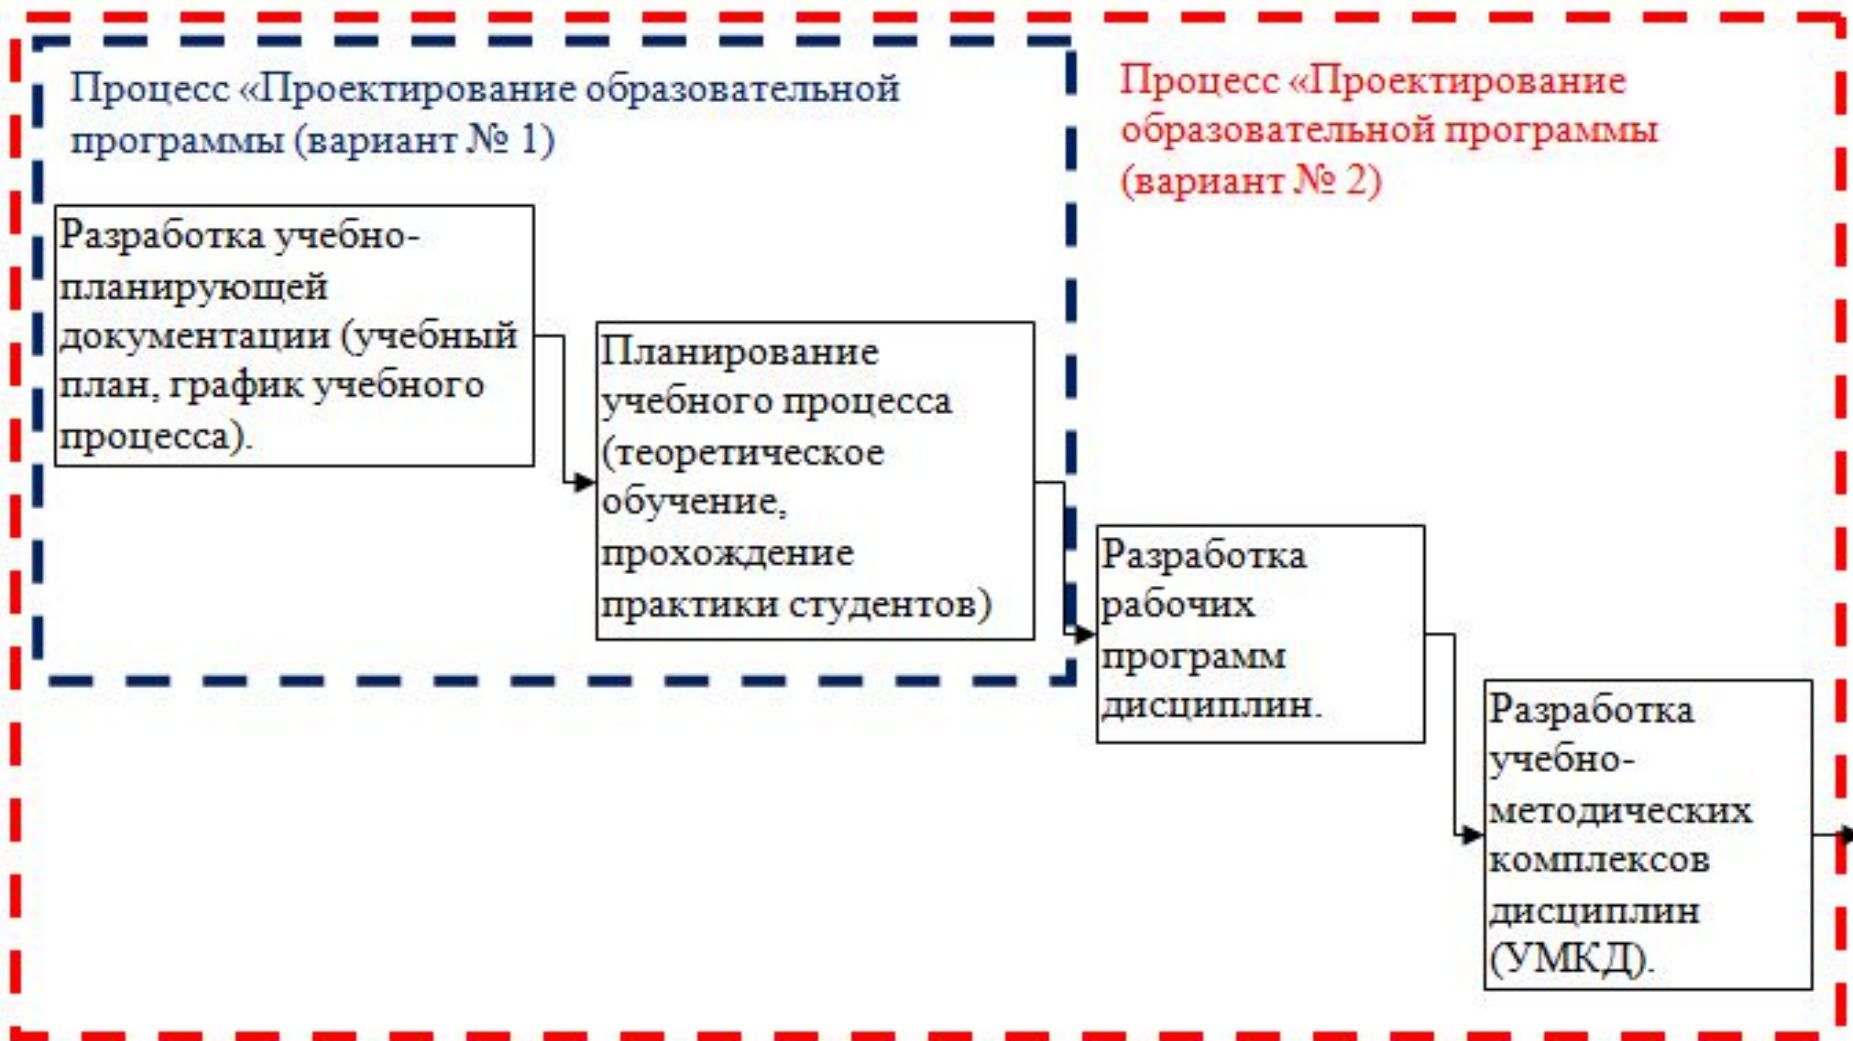 Процесс «Проектирование образовательной
программы (вариант № 1)
Процесс «Проектирование
образовательной программы
(вариант № 2)
Разработка учебно-
планирующей
документации (учебный
план, график учебного
процесса).
Планирование
учебного процесса
(теоретическое
обучение,
прохождение
практики студентов)
Разработка
рабочих
программ
дисциплин.
Разработка
учебно-
методических
комплексов
дисциплин
(УМКД).